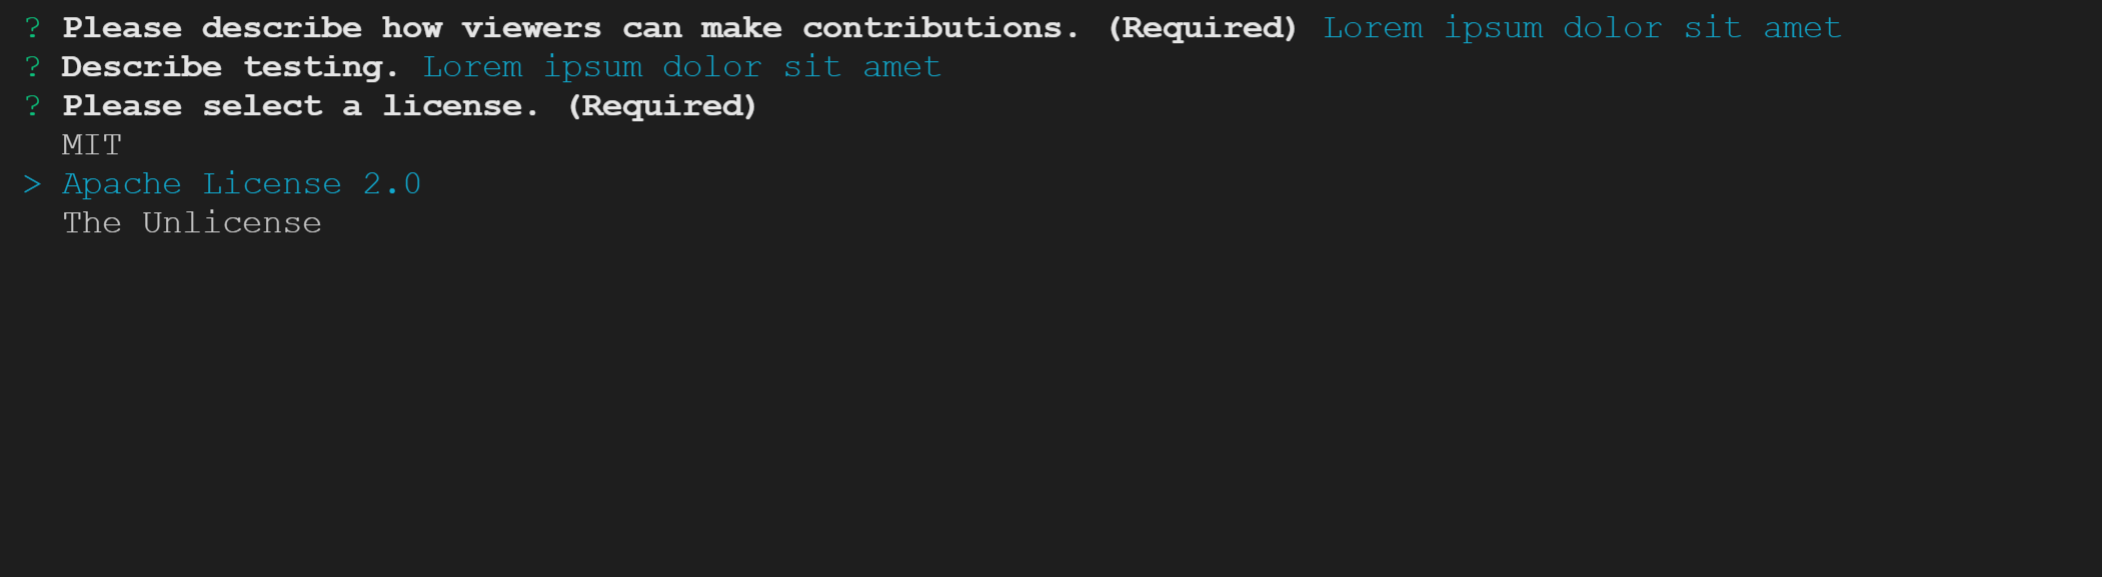 ? Please describe how viewers can make contributions. (Required) Lorem ipsum dolor sit amet
? Describe testing. Lorem ipsum dolor sit amet
? Please select a license. (Required)
MIT
> Apache License 2.0
The Unlicense